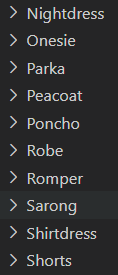 Nightdress
Onesie
Parka
Peacoat
Poncho
Robe
Romper
Sarong
Shirtdress
Shorts